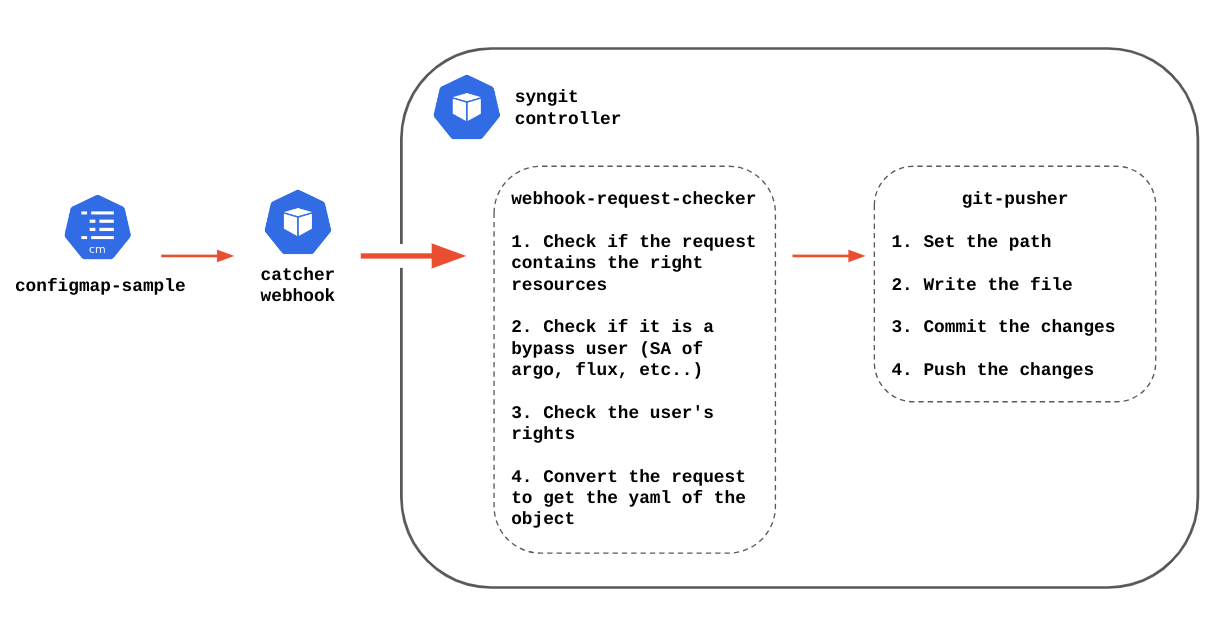 syngit
controller
cm
configmap-sample
catcher
webhook
webhook-request-checker
1. Check if the request
contains the right
resources
2. Check if it is a
bypass user (SA of
argo, flux, etc..)
3. Check the user's
rights
4. Convert the request
to get the yaml of the
object
git-pusher
1. Set the path
2. Write the file
3. Commit the changes
4. Push the changes